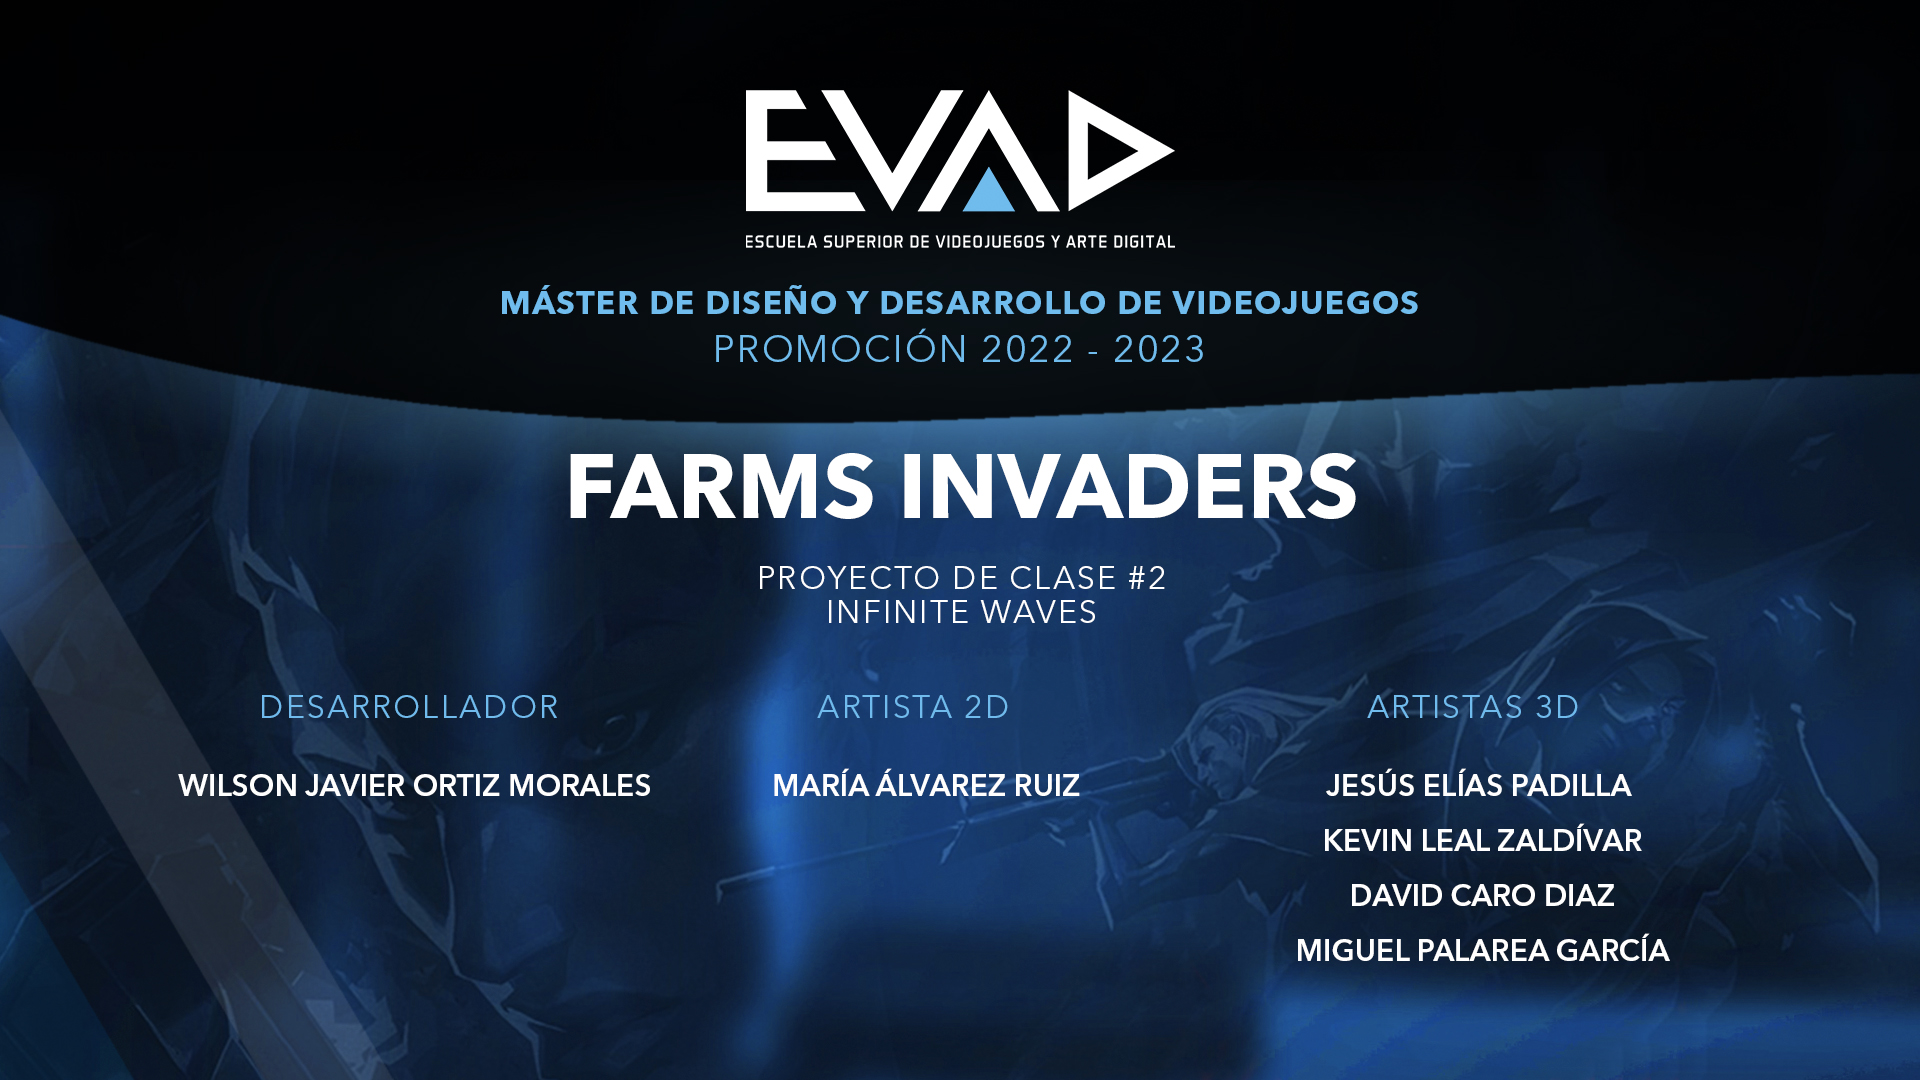 EVAD
ESCUELA SUPERIOR DE VIDEOJUEGOS Y ARTE DIGITAL
MÁSTER DE DISEÑO Y DESARROLLO DE VIDEOJUEGOS
PROMOCIÓN 2022 - 2023
FARMS INVADERS
PROYECTO DE CLASE #2
INFINITE WAVES
DESARROLLADOR
WILSON JAVIER ORTIZ MORALES
ARTISTA 2D
MARÍA ÁLVAREZ RUIZ
ARTISTAS 3D
JESÚS ELÍAS PADILLA
KEVIN LEAL ZALDÍVAR
DAVID CARO DIAZ
MIGUEL PALAREA GARCÍA